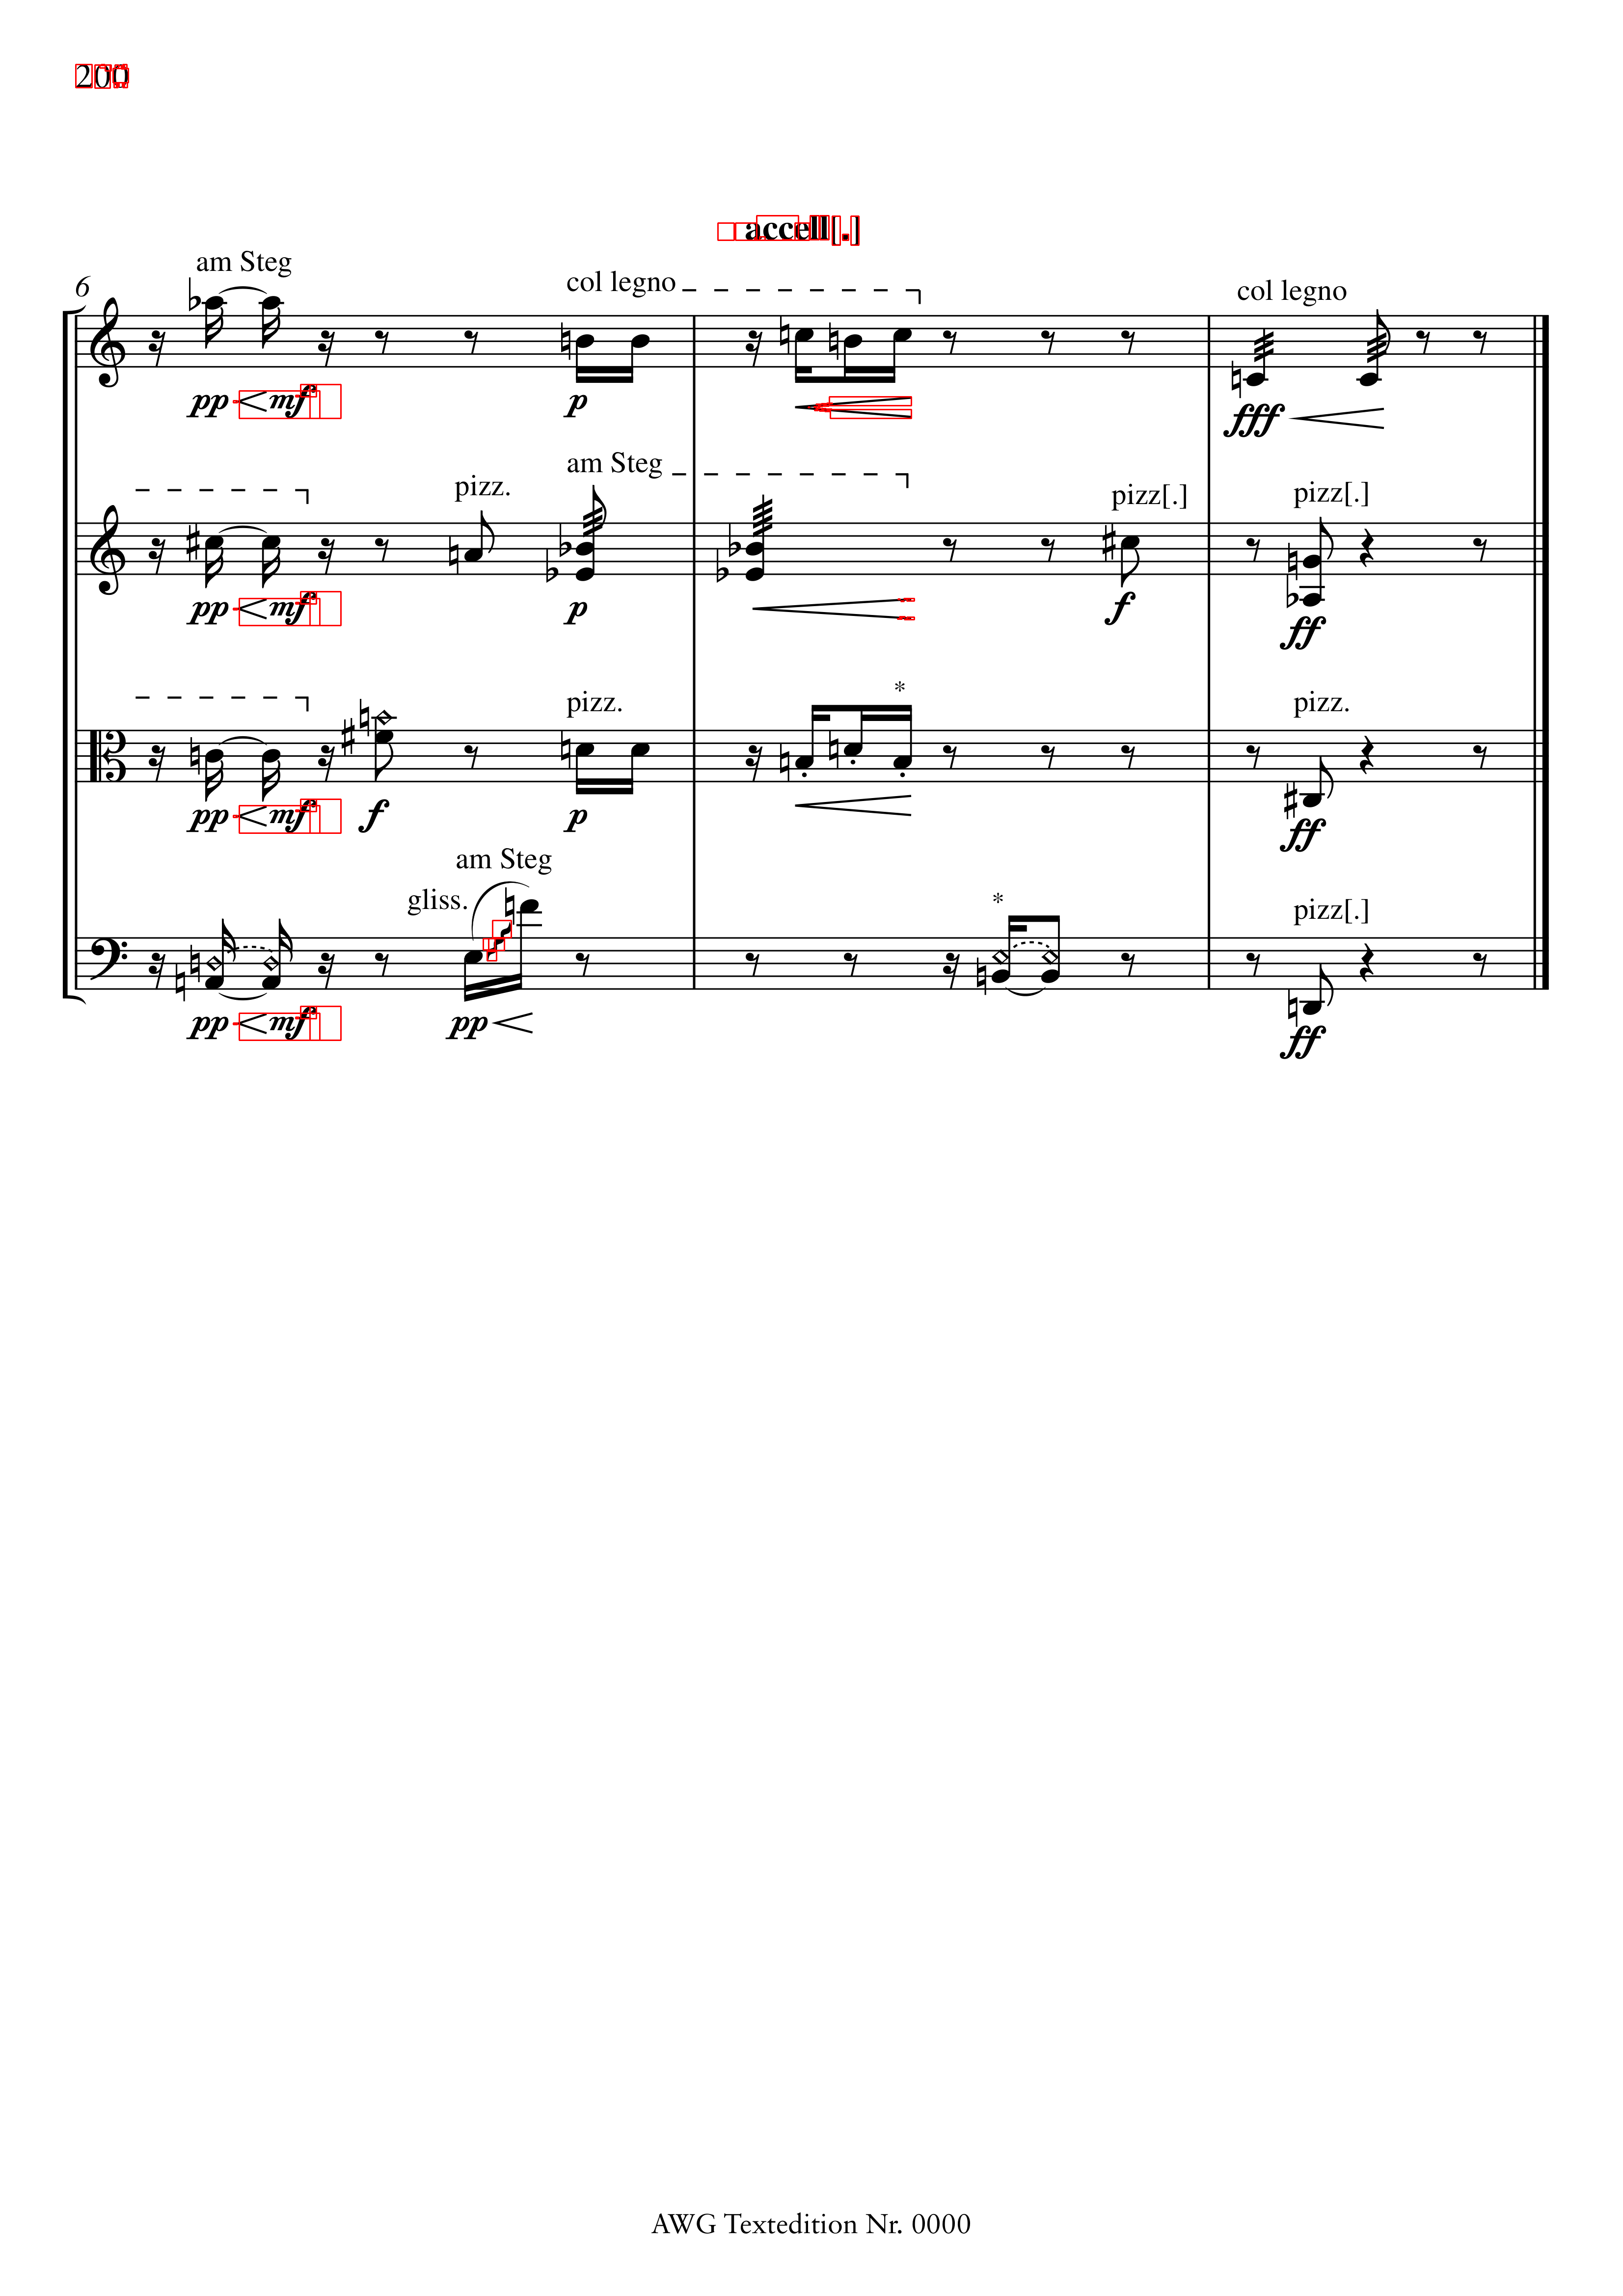 200
accell[.]
6
am Steg
col legno
col legno
pp mf
p
fff
pizz.
am Steg
pizz[.]
pizz[.]
pp mf
p
f
ff
pizz.
*
pizz.
pp mf
f
p
ff
am Steg
gliss.
*
pizz[.]
pp mf
pp
ff
AWG Textedition Nr. 0000